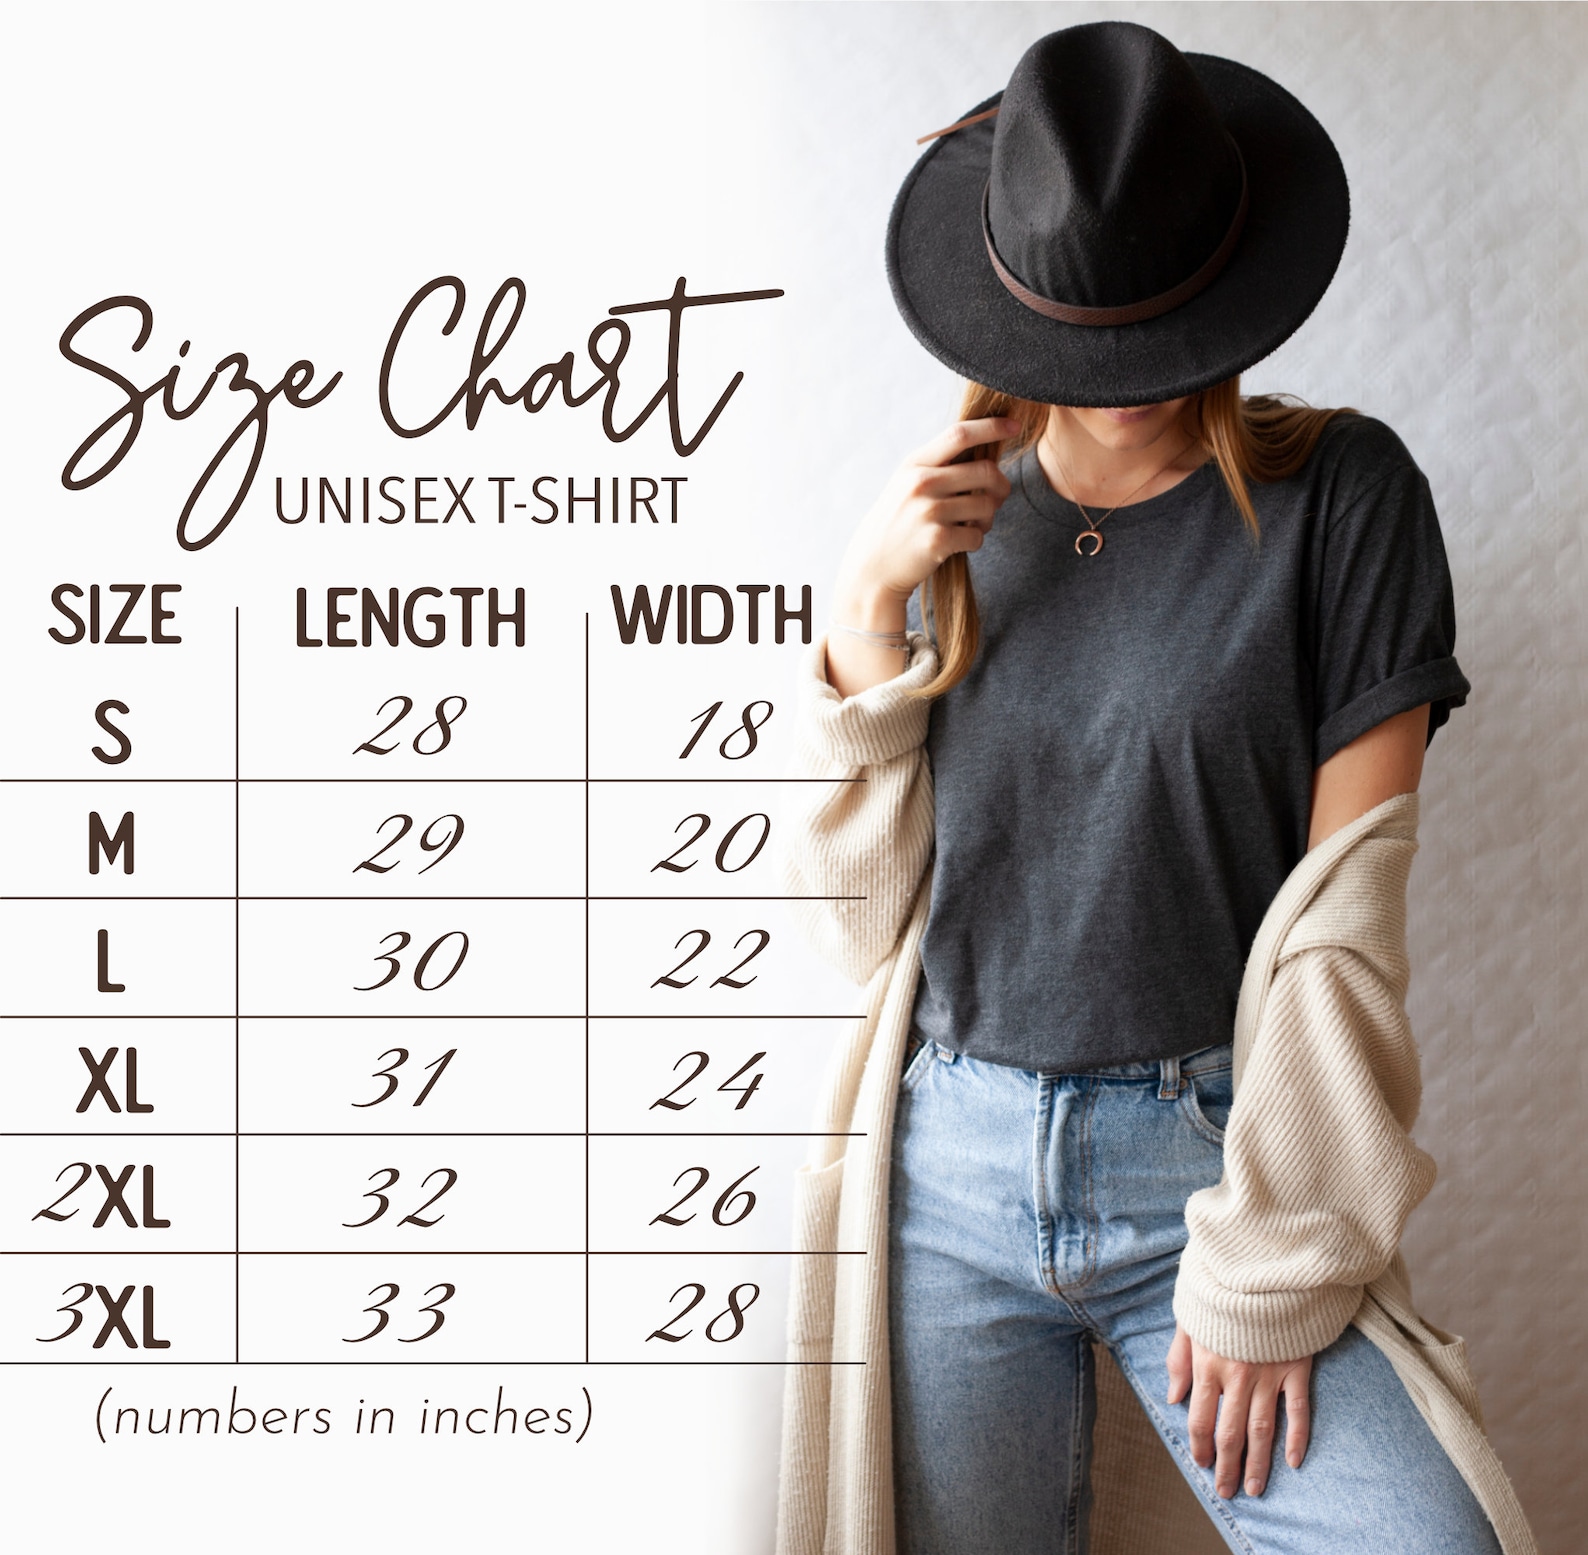 Size Chart
UNISEX T-SHIRT
SIZE LENGTH WIDTH
S 28 18
M 29 20
L 30 22
XL 31 24
2XL 32 26
3XL 33 28
(numbers in inches)